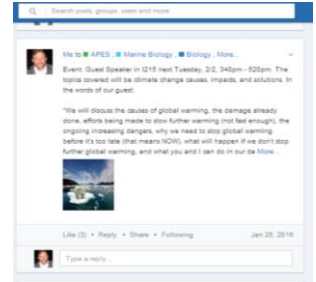 Search posts, groups, users and more
Me to APES , Marine Biology , Biology , More...
Event: Guest Speaker in I215 next Tuesday, 2/2, 340pm - 520pm. The
topics covered will be climate change causes, impacts, and solutions. In
the words of our guest:
"We will discuss the causes of global warming, the damage already
done, efforts being made to slow further warming (not fast enough), the
ongoing increasing dangers, why we need to stop global warming
before it's too late (that means NOW), what will happen if we don't stop
further global warming, and what you and I can do in our da More...
Like (3) • Reply • Share • Following
Jan 25, 2016
Type a reply...